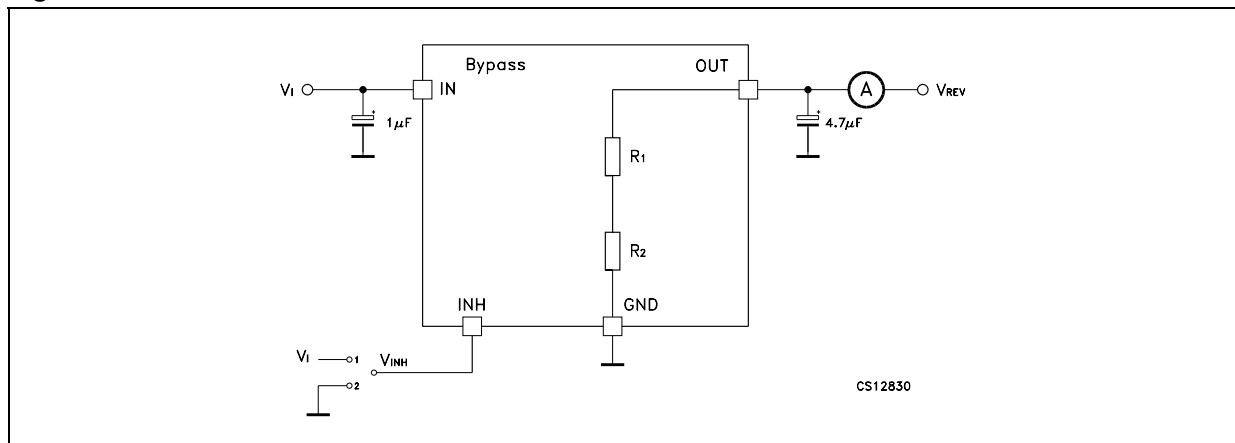 Bypass
OUT
VI
IN
1μF
A
VREV
4.7μF
R1
R2
INH
GND
VI
1
VINH
2
CS12830